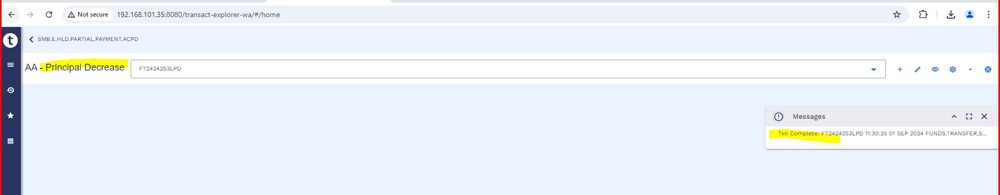 Not secure 192.168.101.35:8080/transact-explorer-wa/#/home
t
SMB.E.HLD.PARTIAL.PAYMENT.ACPD
AA - Principal Decrease FT2424253LPD
Messages
Txn Complete: FT2424253LPD 11:30:25 01 SEP 2024 FUNDS.TRANSFER,S...